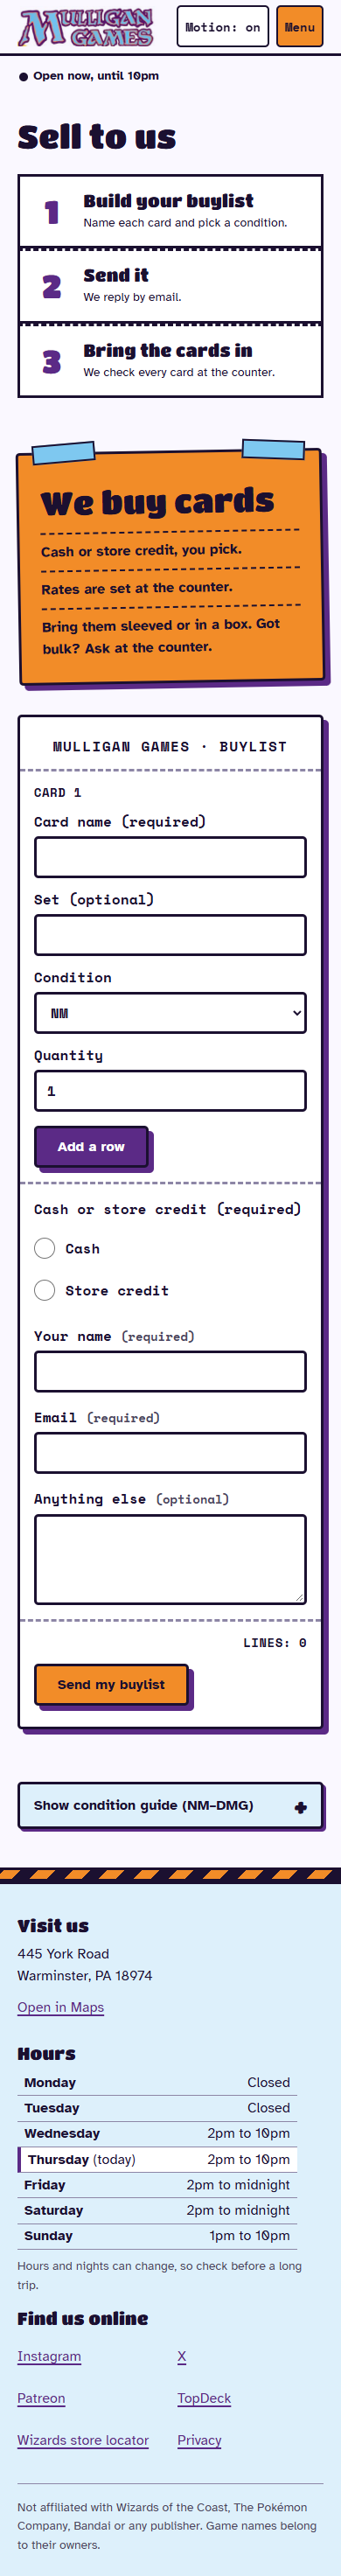 MULLIGAN GAMES
Motion: on
Menu
Open now, until 10pm
Sell to us
1
Build your buylist
Name each card and pick a condition.
2
Send it
We reply by email.
3
Bring the cards in
We check every card at the counter.
We buy cards
Cash or store credit, you pick.
Rates are set at the counter.
Bring them sleeved or in a box. Got
bulk? Ask at the counter.
MULLIGAN GAMES · BUYLIST
CARD 1
Card name (required)
Set (optional)
Condition
NM
Quantity
1
Add a row
Cash or store credit (required)
Cash
Store credit
Your name (required)
Email (required)
Anything else (optional)
LINES: 0
Send my buylist
Show condition guide (NM–DMG)
Visit us
445 York Road
Warminster, PA 18974
Open in Maps
Hours
Monday Closed
Tuesday Closed
Wednesday 2pm to 10pm
Thursday (today) 2pm to 10pm
Friday 2pm to midnight
Saturday 2pm to midnight
Sunday 1pm to 10pm
Hours and nights can change, so check before a long
trip.
Find us online
Instagram X
Patreon TopDeck
Wizards store locator Privacy
Not affiliated with Wizards of the Coast, The Pokémon
Company, Bandai or any publisher. Game names belong
to their owners.